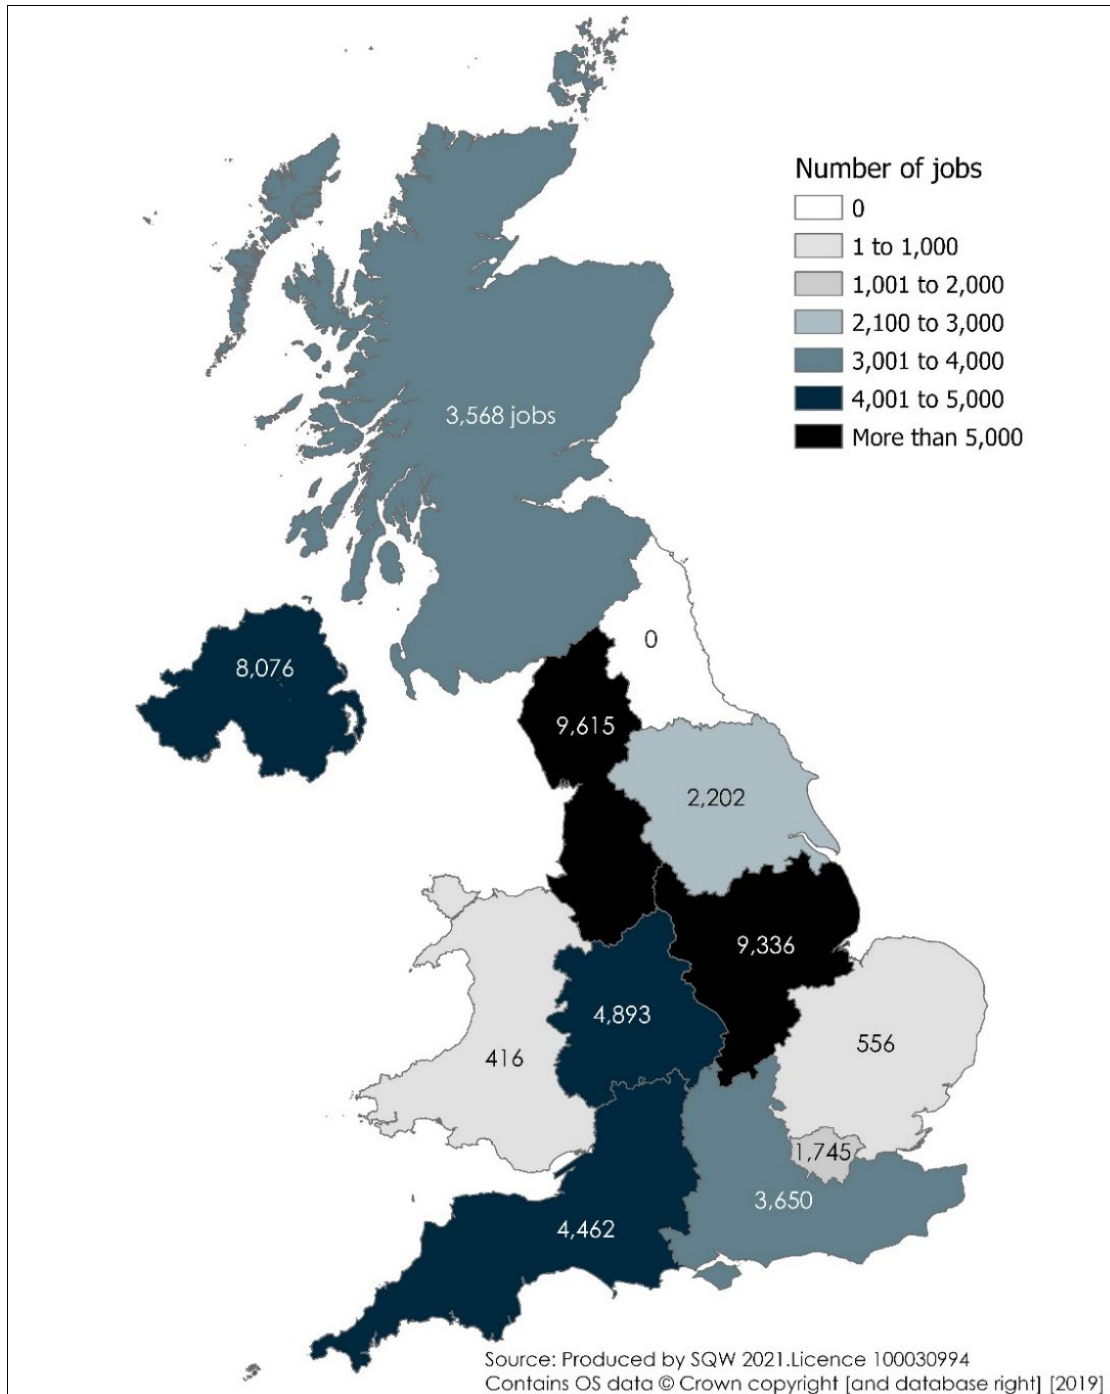 Number of jobs
0
1 to 1,000
1,001 to 2,000
2,100 to 3,000
3,001 to 4,000
4,001 to 5,000
More than 5,000
3,568 jobs
0
8,076
9,615
2,202
9,336
4,893
556
416
1,745
3,650
4,462
Source: Produced by SQW 2021.Licence 100030994
Contains OS data © Crown copyright [and database right] [2019]